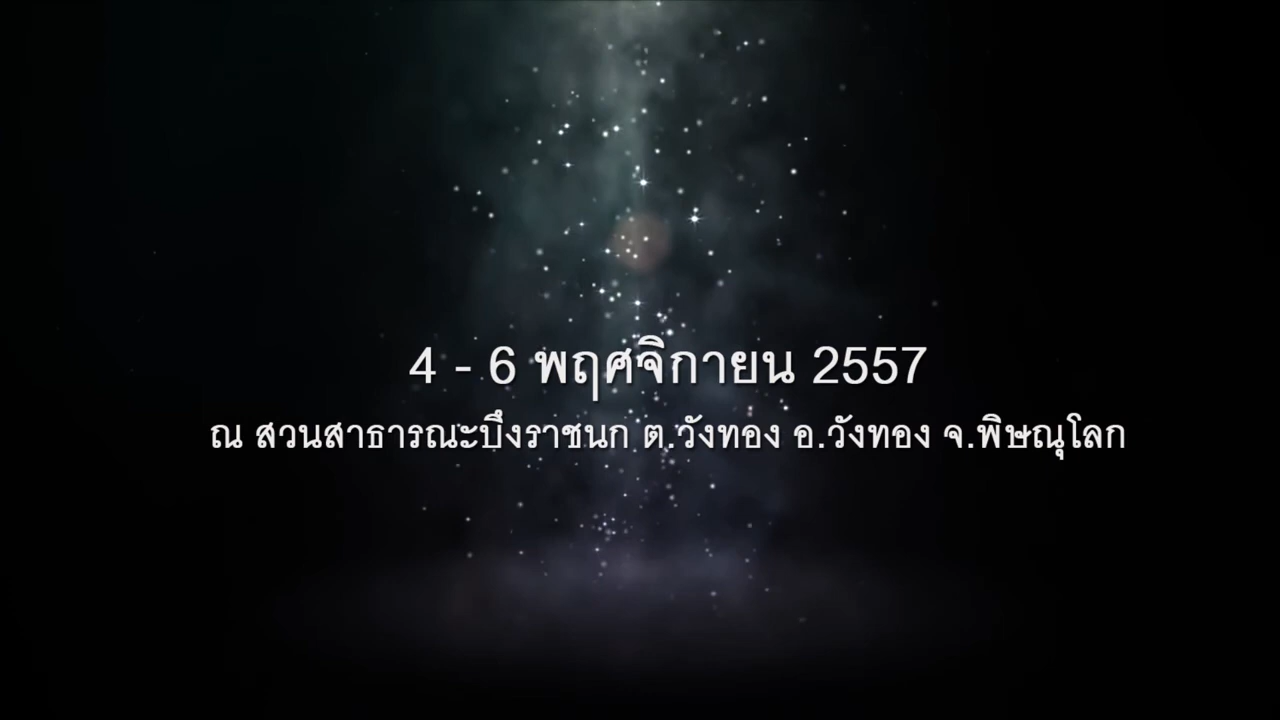 4 - 6 พฤศจิกายน 2557
ณ สวนสาธารณะบึงราชนก ต.วังทอง อ.วังทอง จ.พิษณุโลก